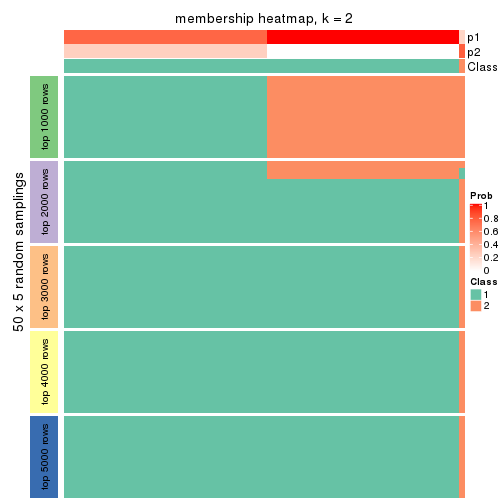 membership heatmap, k = 2
p1
p2
Class
50 x 5 random samplings
top 1000 rows
top 2000 rows
top 3000 rows
top 4000 rows
top 5000 rows
Prob
1
0.8
0.6
0.4
0.2
0
Class
1
2